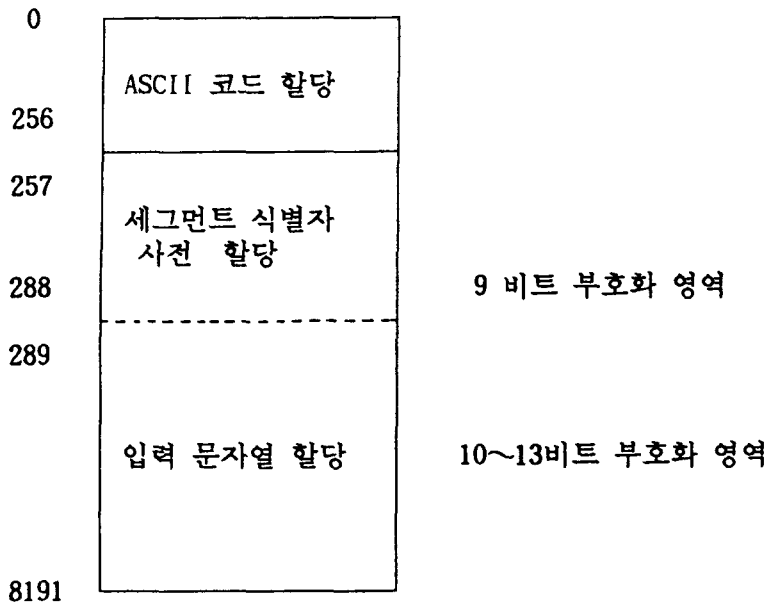 0
ASCII 코드 할당
256
257
세그먼트 식별자
사전 할당
288
9 비트 부호화 영역
289
입력 문자열 할당
10~13비트 부호화 영역
8191